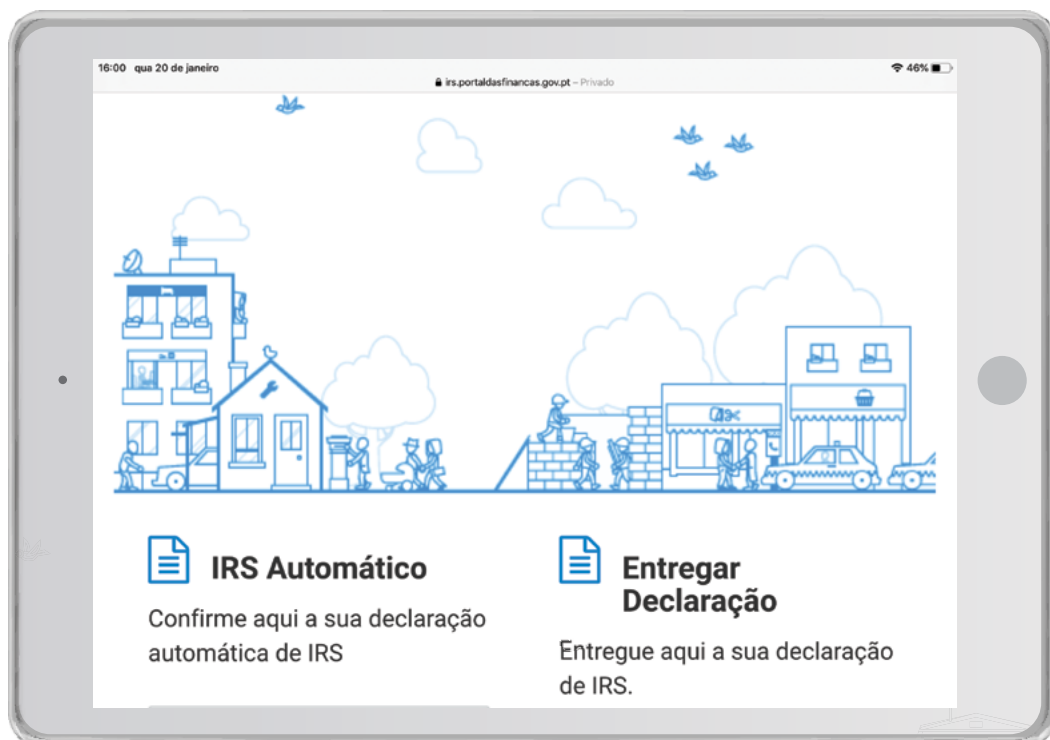 16:00 qua 20 de janeiro
irs.portaldasfinancas.gov.pt – Privado
46%
IRS Automático
Confirme aqui a sua declaração
automática de IRS
Entregar
Declaração
Entregue aqui a sua declaração
de IRS.